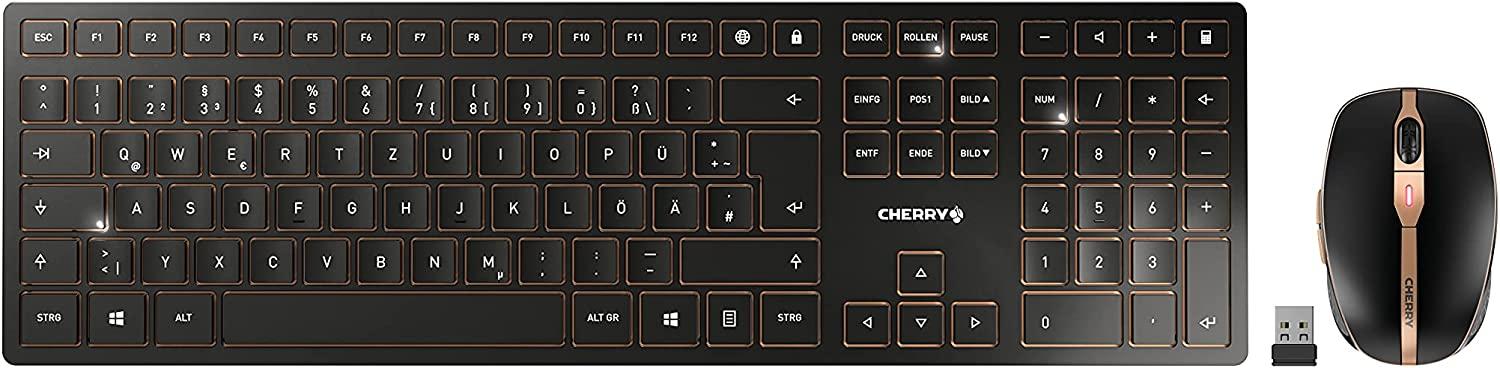 ESC F1 F2 F3 F4 F5 F6 F7 F8 F9 F10 F11 F12 DRUCK ROLLEN PAUSE − +
° ! " § $ % & / ( ) = ? `
^ 1 2 ² 3 ³ 4 5 6 7 { 8 [ 9 ] 0 } ß \ ´ EINFG POS1 BILD▲ NUM / *
Q @ W E € R T Z U I O P Ü * + ~ ENTF ENDE BILD▼ 7 8 9 −
A S D F G H J K L Ö Ä ' # CHERRY 4 5 6 +
> < | Y X C V B N M µ ; , : . _ − 1 2 3
STRG ALT ALT GR STRG 0 ,
CHERRY